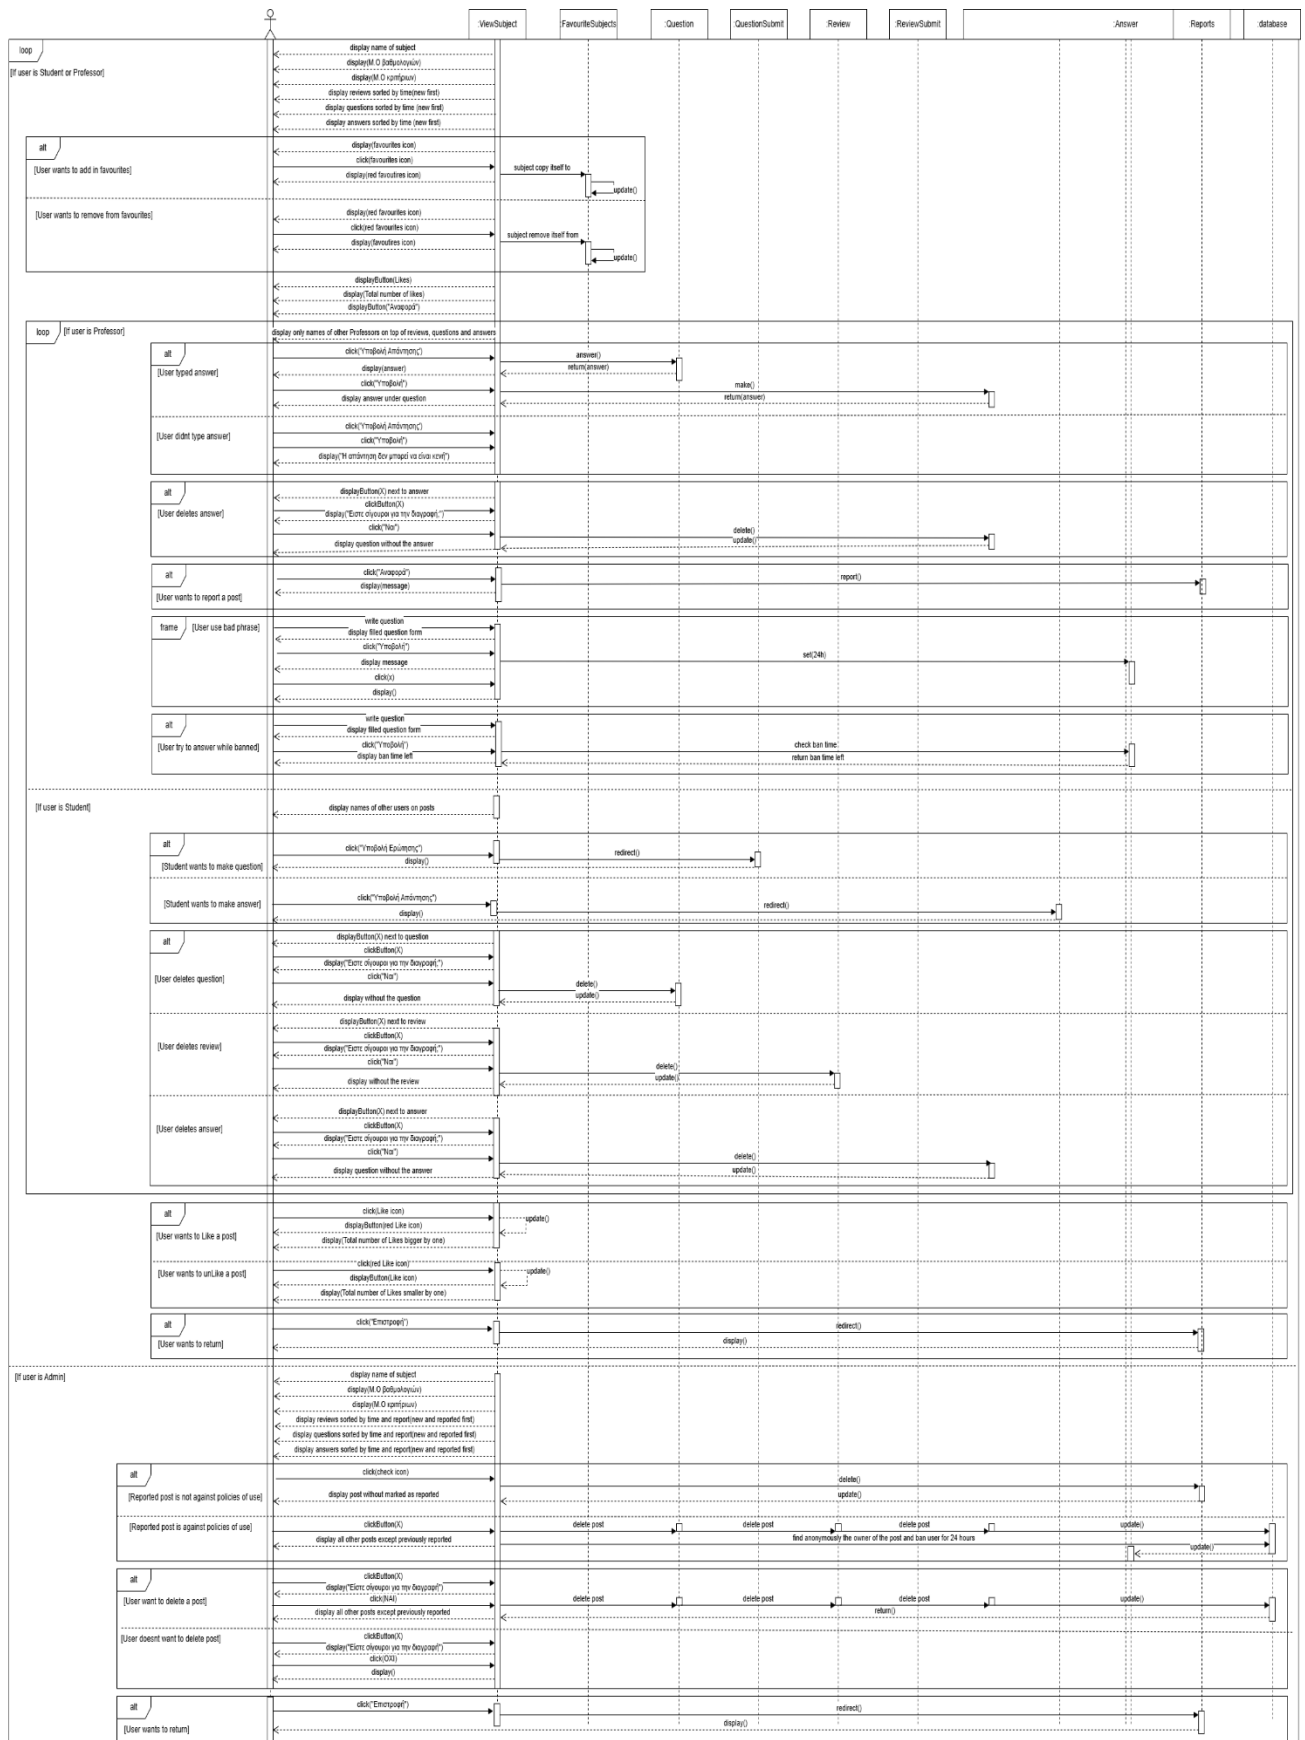 :ViewSubject
:FavouriteSubjects
:Question
:QuestionSubmit
:Review
:ReviewSubmit
:Answer
:Reports
:database
loop
[If user is Student or Professor]
display name of subject
display(Μ.Ο βαθμολογιών)
display(Μ.Ο κριτήριων)
display reviews sorted by time(new first)
display questions sorted by time (new first)
display answers sorted by time (new first)
alt
[User wants to add in favourites]
display(favourites icon)
click(favourites icon)
subject copy itself to
display(red favoutires icon)
update()
[User wants to remove from favourites]
display(red favourites icon)
click(red favourites icon)
subject remove itself from
display(favoutires icon)
update()
displayButton(Likes)
display(Total number of likes)
displayButton("Αναφορά")
loop
[If user is Professor]
display only names of other Professors on top of reviews, questions and answers
alt
[User typed answer]
click("Υποβολή Απάντησης")
answer()
display(answer)
return(answer)
click("Υποβολή")
make()
display answer under question
return(answer)
[User didnt type answer]
click("Υποβολή Απάντησης")
click("Υποβολή")
display("Η απάντηση δεν μπορεί να είναι κενή")
alt
[User deletes answer]
displayButton(X) next to answer
clickButton(X)
display("Είστε σίγουροι για την διαγραφή;")
click("Ναι")
delete()
display question without the answer
update()
alt
[User wants to report a post]
click("Αναφορά")
report()
display(message)
frame
[User use bad phrase]
write question
display filled question form
click("Υποβολή")
set(24h)
display message
click(x)
display()
alt
[User try to answer while banned]
write question
display filled question form
click("Υποβολή")
check ban time
display ban time left
return ban time left
[If user is Student]
display names of other users on posts
alt
[Student wants to make question]
click("Υποβολή Ερώτησης")
redirect()
display()
[Student wants to make answer]
click("Υποβολή Απάντησης")
redirect()
display()
alt
[User deletes question]
displayButton(X) next to question
clickButton(X)
display("Είστε σίγουροι για την διαγραφή;")
click("Ναι")
delete()
display without the question
update()
[User deletes review]
displayButton(X) next to review
clickButton(X)
display("Είστε σίγουροι για την διαγραφή;")
click("Ναι")
delete()
display without the review
update()
[User deletes answer]
displayButton(X) next to answer
clickButton(X)
display("Είστε σίγουροι για την διαγραφή;")
click("Ναι")
delete()
display question without the answer
update()
alt
[User wants to Like a post]
click(Like icon)
update()
displayButton(red Like icon)
display(Total number of Likes bigger by one)
[User wants to unLike a post]
click(red Like icon)
update()
displayButton(Like icon)
display(Total number of Likes smaller by one)
alt
[User wants to return]
click("Επιστροφή")
redirect()
display()
[If user is Admin]
display name of subject
display(Μ.Ο βαθμολογιών)
display(Μ.Ο κριτήριων)
display reviews sorted by time and report(new and reported first)
display questions sorted by time and report(new and reported first)
display answers sorted by time and report(new and reported first)
alt
[Reported post is not against policies of use]
click(check icon)
delete()
display post without marked as reported
update()
[Reported post is against policies of use]
clickButton(X)
delete post
delete post
delete post
update()
display all other posts except previously reported
find anonymously the owner of the post and ban user for 24 hours
update()
alt
[User want to delete a post]
clickButton(X)
display("Είστε σίγουροι για την διαγραφή")
click(ΝΑΙ)
delete post
delete post
delete post
update()
display all other posts except previously reported
return()
[User doesnt want to delete post]
clickButton(X)
display("Είστε σίγουροι για την διαγραφή")
click(ΟΧΙ)
display()
alt
[User wants to return]
click("Επιστροφή")
redirect()
display()